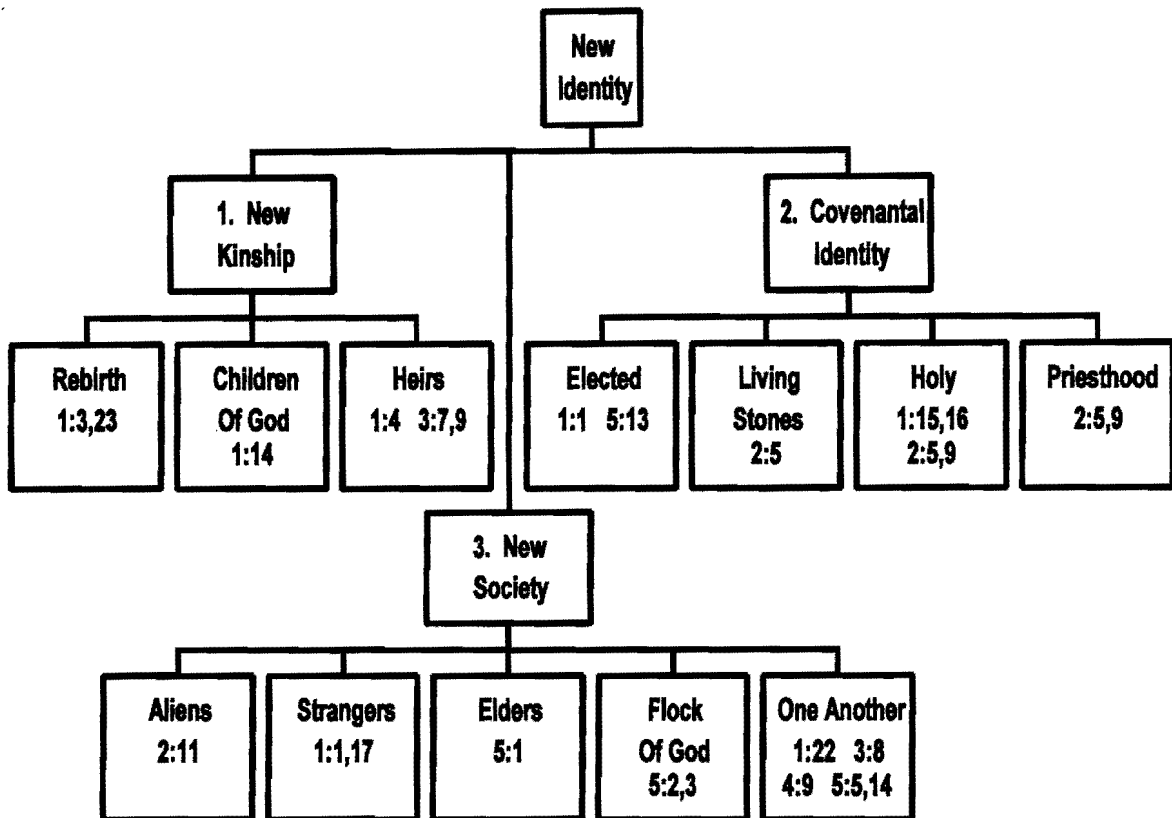 New
Identity
1. New
Kinship
2. Covenantal
Identity
Rebirth
1:3,23
Children
Of God
1:14
Heirs
1:4 3:7,9
Elected
1:1 5:13
Living
Stones
2:5
Holy
1:15,16
2:5,9
Priesthood
2:5,9
3. New
Society
Aliens
2:11
Strangers
1:1,17
Elders
5:1
Flock
Of God
5:2,3
One Another
1:22 3:8
4:9 5:5,14